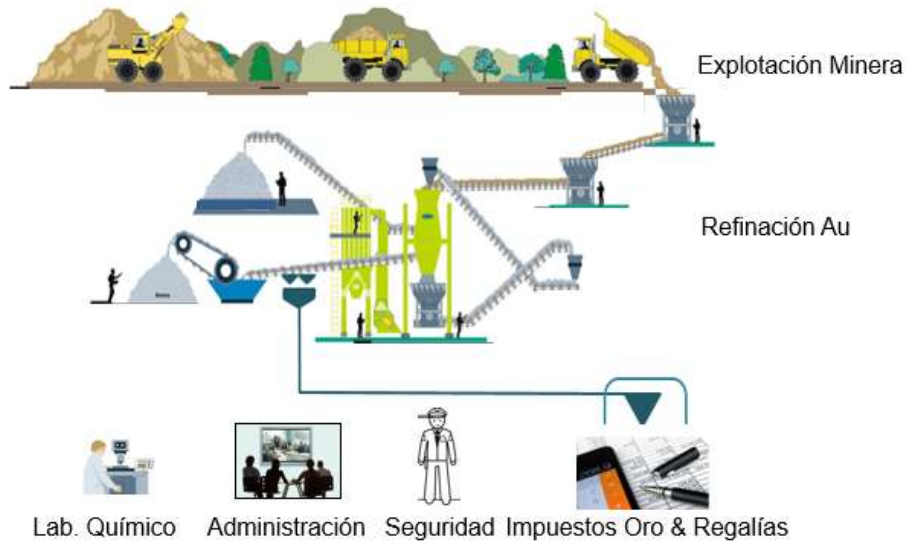 Explotación Minera
Refinación Au
Lab. Químico
Administración
Seguridad
Impuestos Oro & Regalías